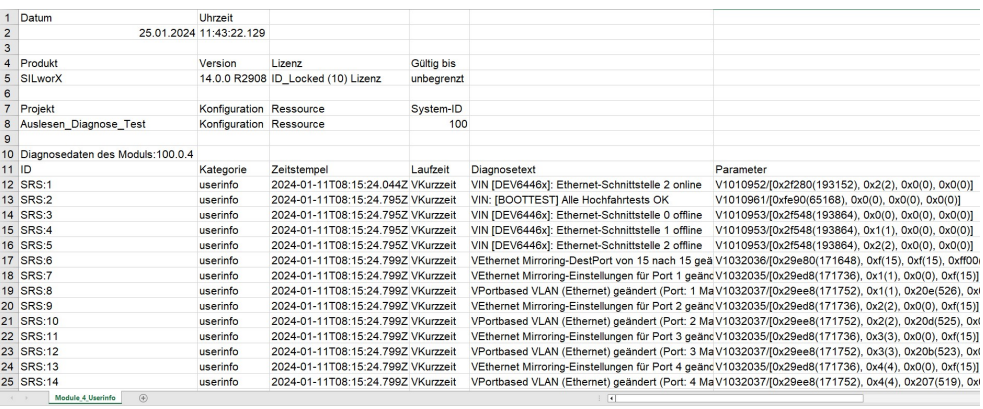 1 Datum Uhrzeit
2 25.01.2024 11:43:22.129
3
4 Produkt Version Lizenz Gültig bis
5 SILworX 14.0.0 R2908 ID_Locked (10) Lizenz unbegrenzt
6
7 Projekt Konfiguration Ressource System-ID
8 Auslesen_Diagnose_Test Konfiguration Ressource 100
9
10 Diagnosedaten des Moduls:100.0.4
11 ID Kategorie Zeitstempel Laufzeit Diagnosetext Parameter
12 SRS:1 userinfo 2024-01-11T08:15:24.044Z VKurzzeit VIN [DEV6446x]: Ethernet-Schnittstelle 2 online V1010952/[0x2f280(193152), 0x2(2), 0x0(0), 0x0(0)]
13 SRS:2 userinfo 2024-01-11T08:15:24.795Z VKurzzeit VIN: [BOOTTEST] Alle Hochfahrtests OK V1010961/[0xfe90(65168), 0x0(0), 0x0(0), 0x0(0)]
14 SRS:3 userinfo 2024-01-11T08:15:24.795Z VKurzzeit VIN [DEV6446x]: Ethernet-Schnittstelle 0 offline V1010953/[0x2f548(193864), 0x0(0), 0x0(0), 0x0(0)]
15 SRS:4 userinfo 2024-01-11T08:15:24.795Z VKurzzeit VIN [DEV6446x]: Ethernet-Schnittstelle 1 offline V1010953/[0x2f548(193864), 0x1(1), 0x0(0), 0x0(0)]
16 SRS:5 userinfo 2024-01-11T08:15:24.795Z VKurzzeit VIN [DEV6446x]: Ethernet-Schnittstelle 2 offline V1010953/[0x2f548(193864), 0x2(2), 0x0(0), 0x0(0)]
17 SRS:6 userinfo 2024-01-11T08:15:24.799Z VKurzzeit VEthernet Mirroring-DestPort von 15 nach 15 geä V1032036/[0x29e80(171648), 0xf(15), 0xf(15), 0xff00(
18 SRS:7 userinfo 2024-01-11T08:15:24.799Z VKurzzeit VEthernet Mirroring-Einstellungen für Port 1 geänd V1032035/[0x29ed8(171736), 0x1(1), 0x0(0), 0xf(15)]
19 SRS:8 userinfo 2024-01-11T08:15:24.799Z VKurzzeit VPortbased VLAN (Ethernet) geändert (Port: 1 Ma V1032037/[0x29ee8(171752), 0x1(1), 0x20e(526), 0x
20 SRS:9 userinfo 2024-01-11T08:15:24.799Z VKurzzeit VEthernet Mirroring-Einstellungen für Port 2 geänd V1032035/[0x29ed8(171736), 0x2(2), 0x0(0), 0xf(15)]
21 SRS:10 userinfo 2024-01-11T08:15:24.799Z VKurzzeit VPortbased VLAN (Ethernet) geändert (Port: 2 Ma V1032037/[0x29ee8(171752), 0x2(2), 0x20d(525), 0x
22 SRS:11 userinfo 2024-01-11T08:15:24.799Z VKurzzeit VEthernet Mirroring-Einstellungen für Port 3 geänd V1032035/[0x29ed8(171736), 0x3(3), 0x0(0), 0xf(15)]
23 SRS:12 userinfo 2024-01-11T08:15:24.799Z VKurzzeit VPortbased VLAN (Ethernet) geändert (Port: 3 Ma V1032037/[0x29ee8(171752), 0x3(3), 0x20b(523), 0x
24 SRS:13 userinfo 2024-01-11T08:15:24.799Z VKurzzeit VEthernet Mirroring-Einstellungen für Port 4 geänd V1032035/[0x29ed8(171736), 0x4(4), 0x0(0), 0xf(15)]
25 SRS:14 userinfo 2024-01-11T08:15:24.799Z VKurzzeit VPortbased VLAN (Ethernet) geändert (Port: 4 Ma V1032037/[0x29ee8(171752), 0x4(4), 0x207(519), 0x
Module_4_Userinfo